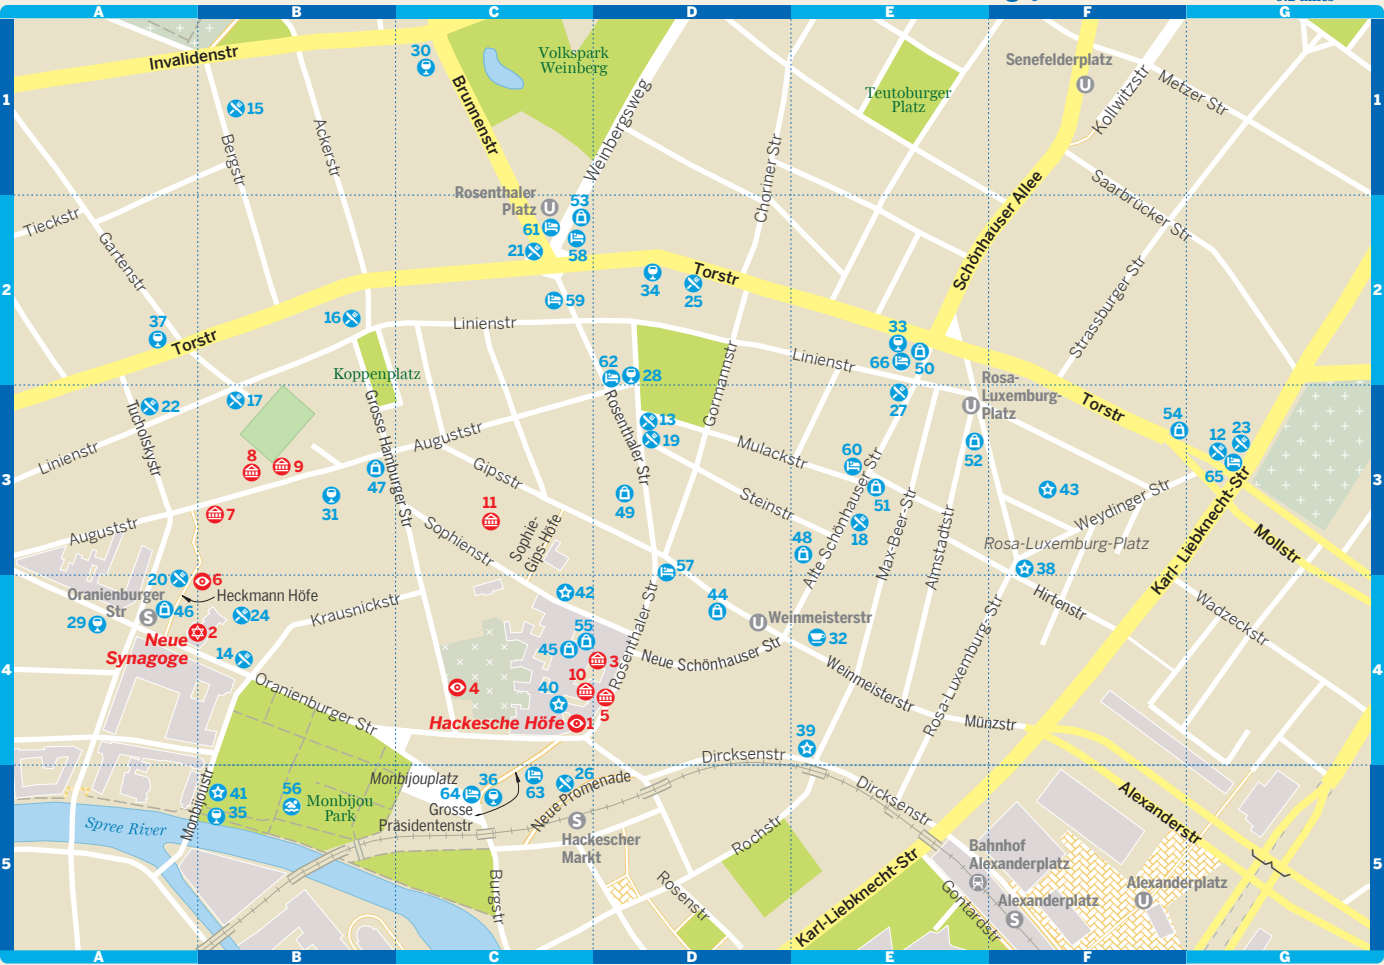 A B C D E F G
Invalidenstr
30
Volkspark
Weinberg
Senefelderplatz
U
Metzer Str
Kollwitzstr
1
1
15
Brunnenstr
Teutoburger
Platz
Bergstr
Ackerstr
Weinbergsweg
Choriner Str
Rosenthaler
Platz
U
53
61
21
58
Saarbrücker Str
Schönhauser Allee
Tieckstr
Gartenstr
Torstr
34
25
59
2
2
Strassburger Str
37
Torstr
16
Linienstr
33
66
50
Linienstr
Koppenplatz
62
28
Gormannstr
Rosa-
Luxemburg-
Platz
U
27
22
17
Tucholskystr
Grosse Hamburger Str
Rosenthaler Str
13
19
Torstr
54
12
23
65
52
Auguststr
Mulackstr
60
51
18
Linienstr
8
9
47
31
Gipsstr
3
3
43
Weydinger Str
Karl- Liebknecht-Str
7
11
49
Steinstr
Alte Schönhauser Str
Max-Beer-Str
Almstadtstr
Auguststr
Sophienstr
Sophie-
Gips-Höfe
48
Rosa-Luxemburg-Platz
Mollstr
38
57
20
6
Heckmann Höfe
Oranienburger
Str
S
46
24
29
2
Neue
Synagoge
14
Krausnickstr
42
44
U
Weinmeisterstr
32
Hirtenstr
Wadzeckstr
55
45
3
Rosenthaler Str
Neue Schönhauser Str
4
4
4
10
40
5
Hackesche Höfe
1
Weinmeisterstr
Rosa-Luxemburg-Str
Münzstr
Oranienburger Str
39
Dircksenstr
Dircksenstr
Monbijouplatz
36
64
63
26
Neue Promenade
Grosse
Präsidentenstr
41
35
56
Monbijou
Park
Monbijoustr
Spree River
S
Hackescher
Markt
Alexanderstr
Rochstr
5
5
Bahnhof
Alexanderplatz
Alexanderplatz
U
Alexanderplatz
S
Burgstr
Rosenstr
Karl-Liebknecht-Str
Gontardstr
A B C D E F G